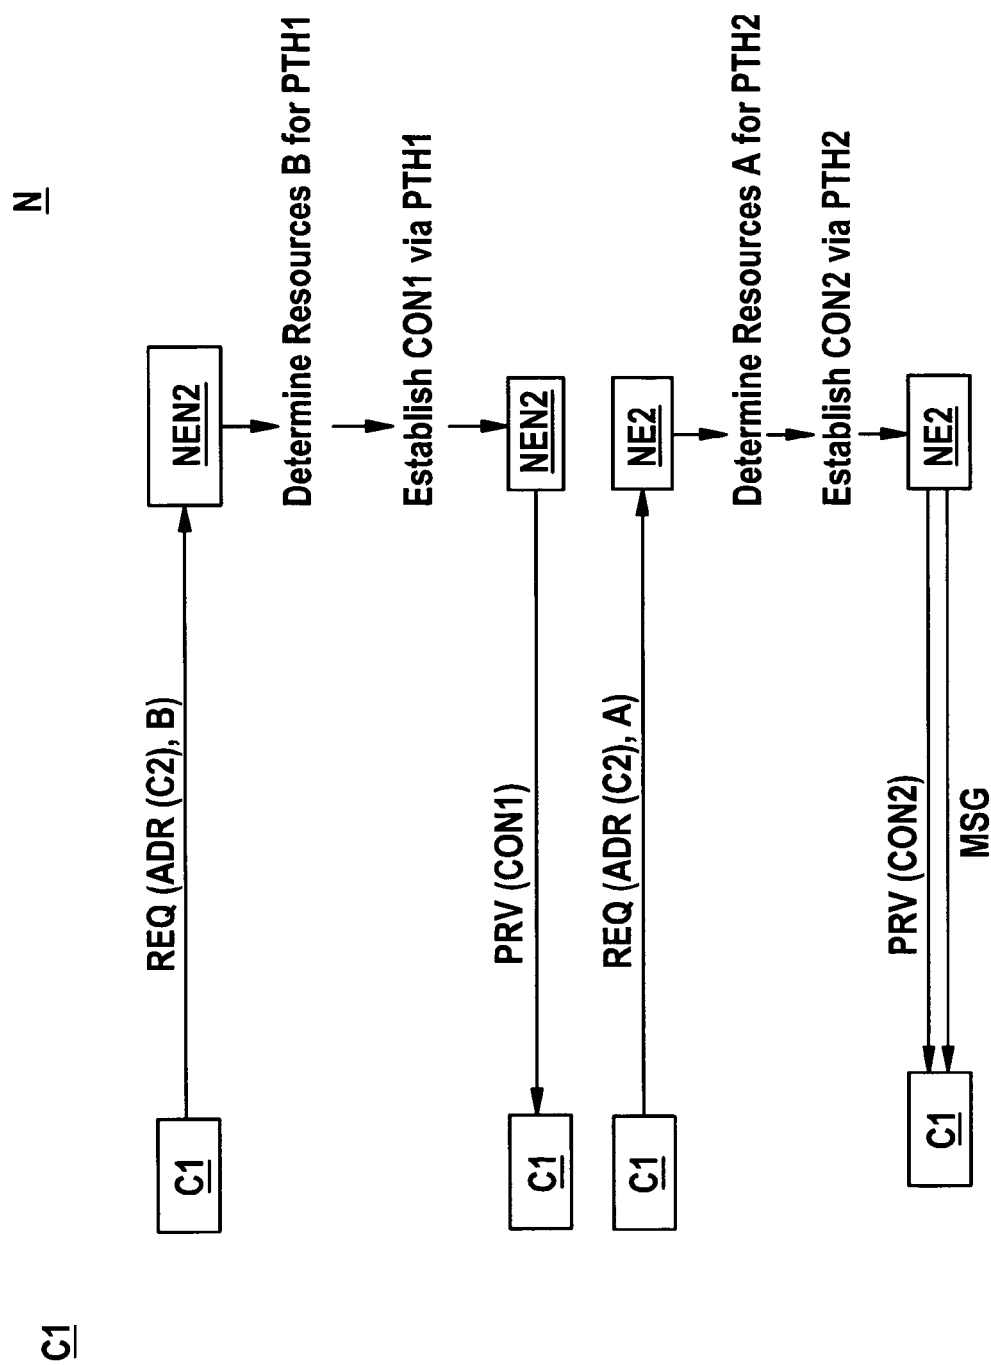 C1
N
C1
REQ (ADR (C2), B)
NEN2
Determine Resources B for PTH1
Establish CON1 via PTH1
C1
PRV (CON1)
NEN2
C1
REQ (ADR (C2), A)
NE2
Determine Resources A for PTH2
Establish CON2 via PTH2
C1
PRV (CON2)
MSG
NE2